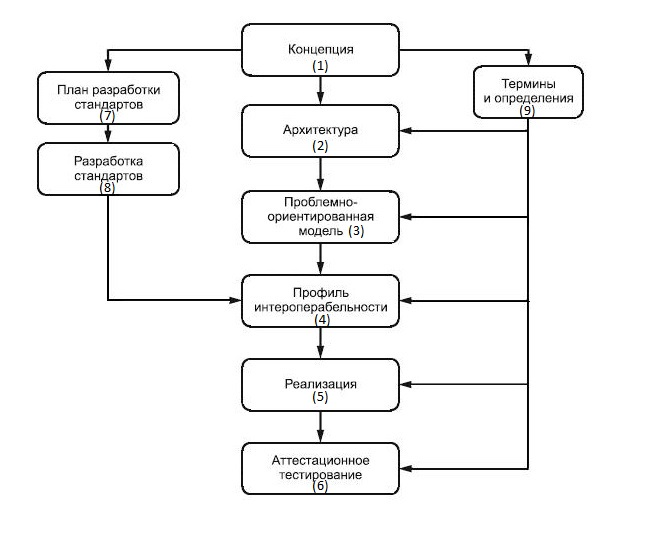 Концепция
(1)
План разработки
стандартов
(7)
Термины
и определения
(9)
Архитектура
(2)
Разработка
стандартов
(8)
Проблемно-
ориентированная
модель (3)
Профиль
интероперабельности
(4)
Реализация
(5)
Аттестационное
тестирование
(6)